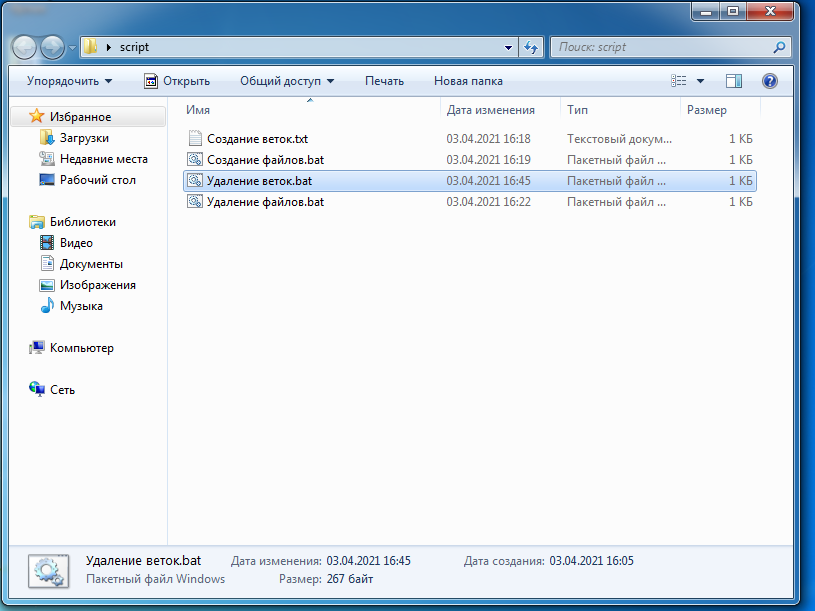 script
Поиск: script
Упорядочить Открыть Общий доступ Печать Новая папка
Избранное
Загрузки
Недавние места
Рабочий стол
Библиотеки
Видео
Документы
Изображения
Музыка
Компьютер
Сеть
Имя Дата изменения Тип Размер
Создание веток.txt 03.04.2021 16:18 Текстовый докум... 1 КБ
Создание файлов.bat 03.04.2021 16:19 Пакетный файл ... 1 КБ
Удаление веток.bat 03.04.2021 16:45 Пакетный файл ... 1 КБ
Удаление файлов.bat 03.04.2021 16:22 Пакетный файл ... 1 КБ
Удаление веток.bat Дата изменения: 03.04.2021 16:45 Дата создания: 03.04.2021 16:05
Пакетный файл Windows Размер: 267 байт